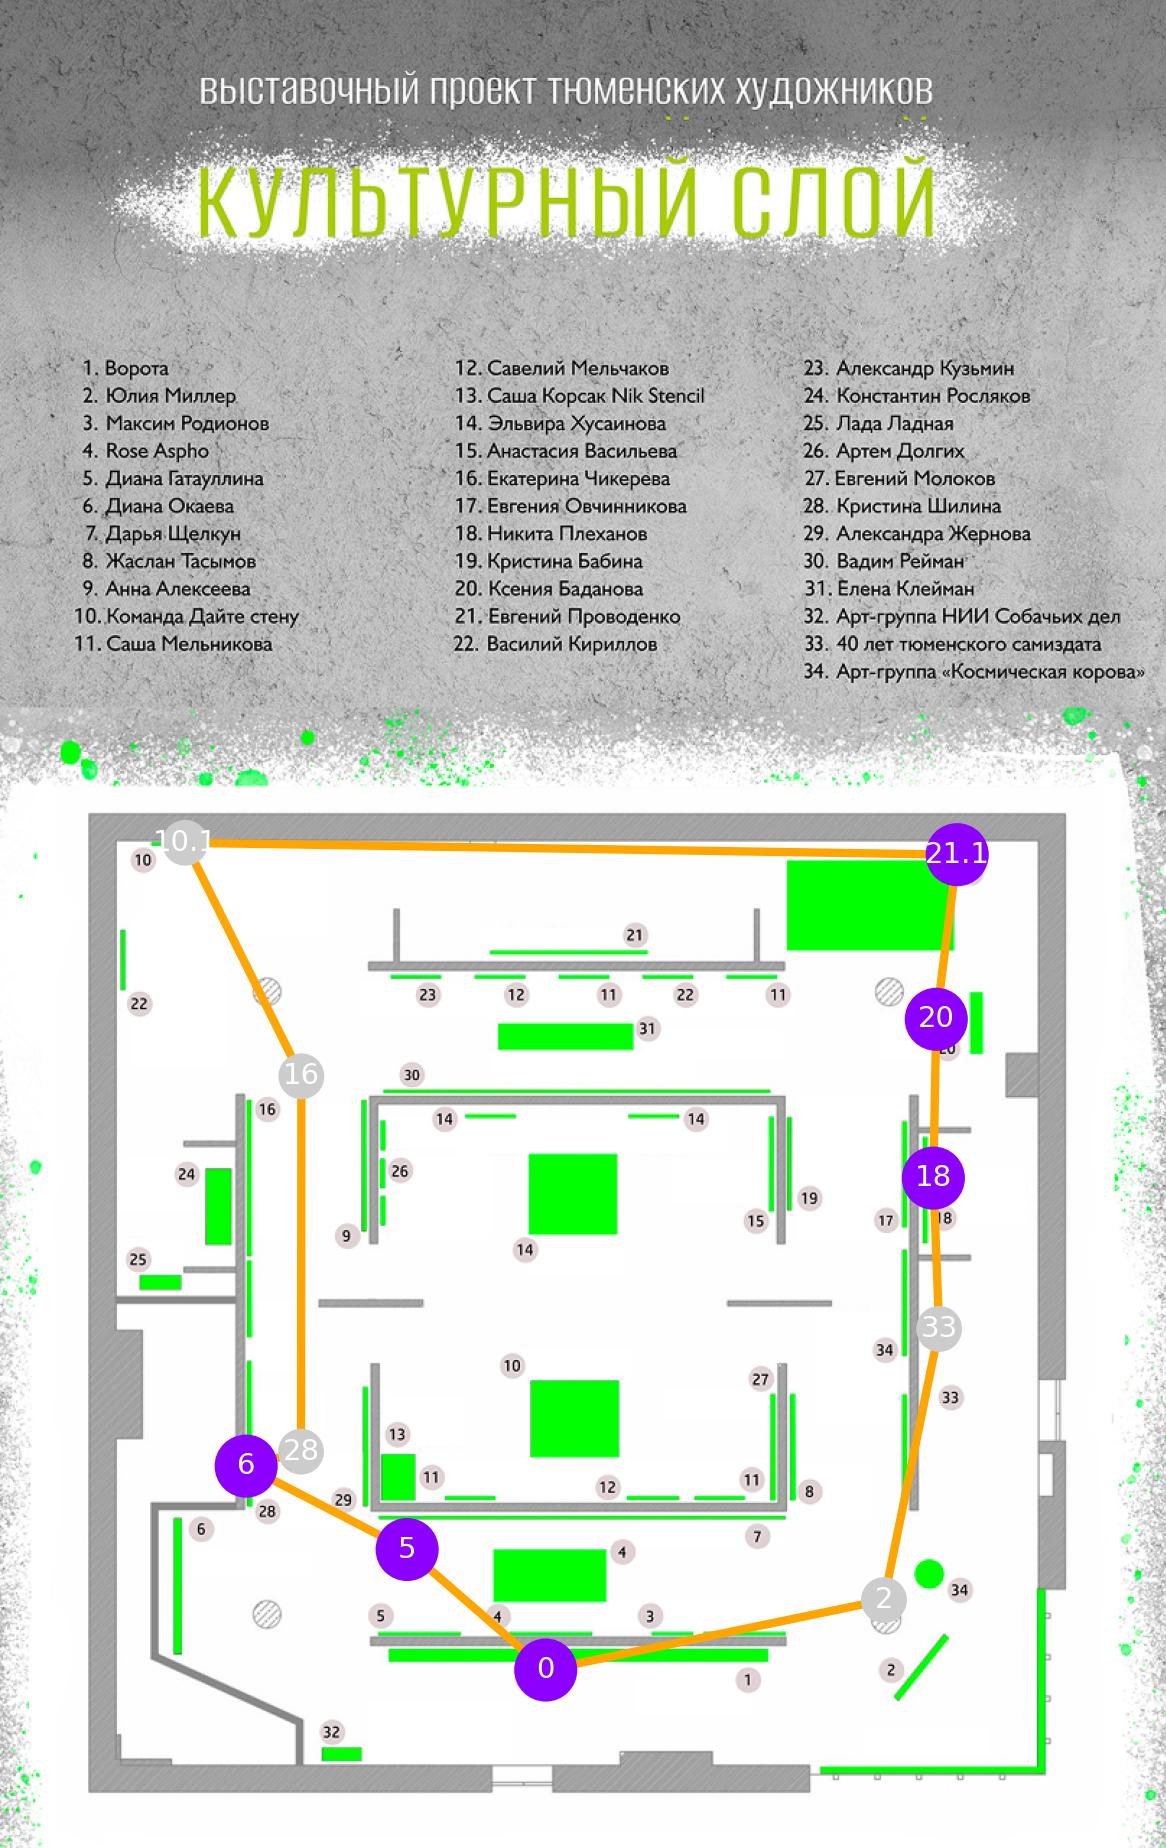 выставочный проект тюменских художников
КУЛЬТУРНЫЙ СЛОЙ
1. Ворота
2. Юлия Миллер
3. Максим Родионов
4. Rose Aspho
5. Диана Гатауллина
6. Диана Окаева
7. Дарья Щелкун
8. Жаслан Тасымов
9. Анна Алексеева
10. Команда Дайте стену
11. Саша Мельникова
12. Савелий Мельчаков
13. Саша Корсак Nik Stencil
14. Эльвира Хусаинова
15. Анастасия Васильева
16. Екатерина Чикерева
17. Евгения Овчинникова
18. Никита Плеханов
19. Кристина Бабина
20. Ксения Баданова
21. Евгений Проводенко
22. Василий Кириллов
23. Александр Кузьмин
24. Константин Росляков
25. Лада Ладная
26. Артем Долгих
27. Евгений Молоков
28. Кристина Шилина
29. Александра Жернова
30. Вадим Рейман
31. Елена Клейман
32. Арт-группа НИИ Собачьих дел
33. 40 лет тюменского самиздата
34. Арт-группа «Космическая корова»
10.1 21.1
10
21
22 23 12 11 22 11
20
31
20
16 30
16 14 14
24 26 18
9 15 19 17 18
25 14
33
34
10 27
33
13
6 28 11 12 11 8
29
28
6 7
5 4
34
2
5 4 3
0 1 2
32